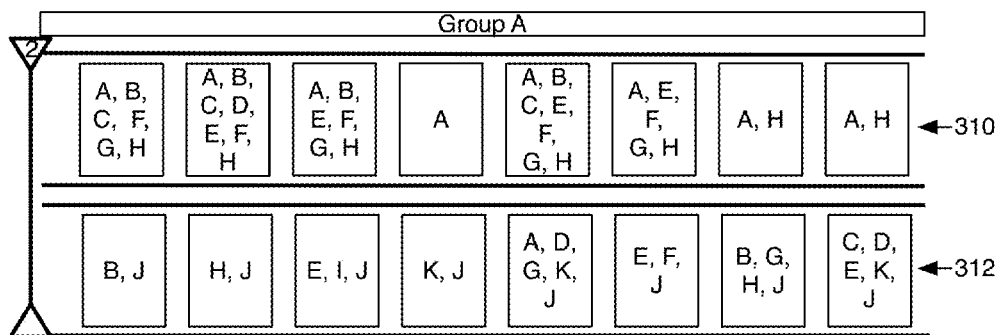 Group A
2
A, B,
C, F,
G, H
A, B,
C, D,
E, F,
H
A, B,
E, F,
G, H
A
A, B,
C, E,
F,
G, H
A, E,
F,
G, H
A, H
A, H
310
B, J
H, J
E, I, J
K, J
A, D,
G, K,
J
E, F,
J
B, G,
H, J
C, D,
E, K,
J
312